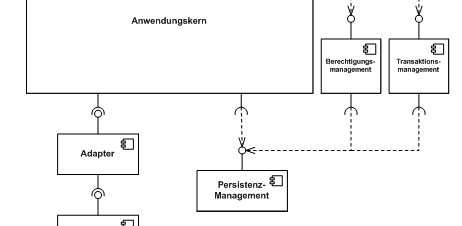 Anwendungskern
Berechtigungs-
management
Transaktions-
management
Adapter
Persistenz-
Management